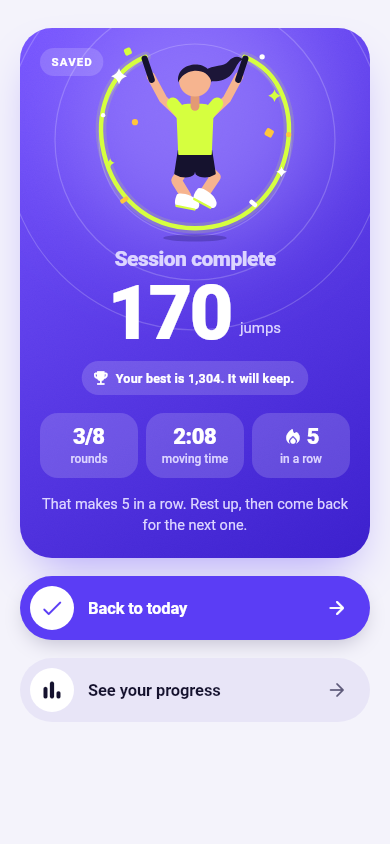 SAVED
Session complete
170 jumps
Your best is 1,304. It will keep.
3/8
rounds
2:08
moving time
5
in a row
That makes 5 in a row. Rest up, then come back
for the next one.
Back to today
See your progress